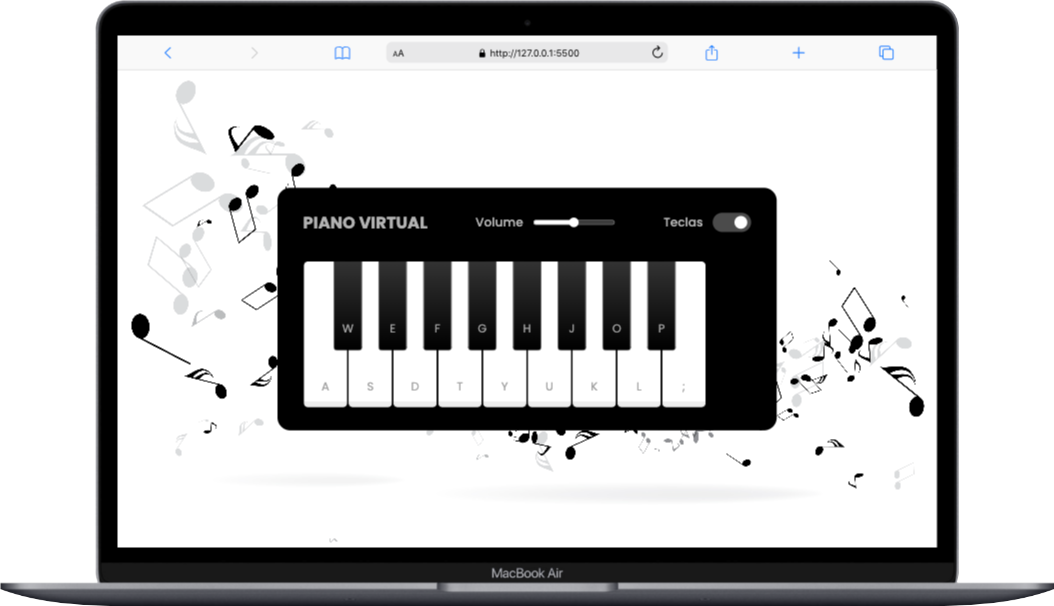 AA http://127.0.0.1:5500
PIANO VIRTUAL Volume Teclas
W E F G H J O P
A S D T Y U K L ;
MacBook Air